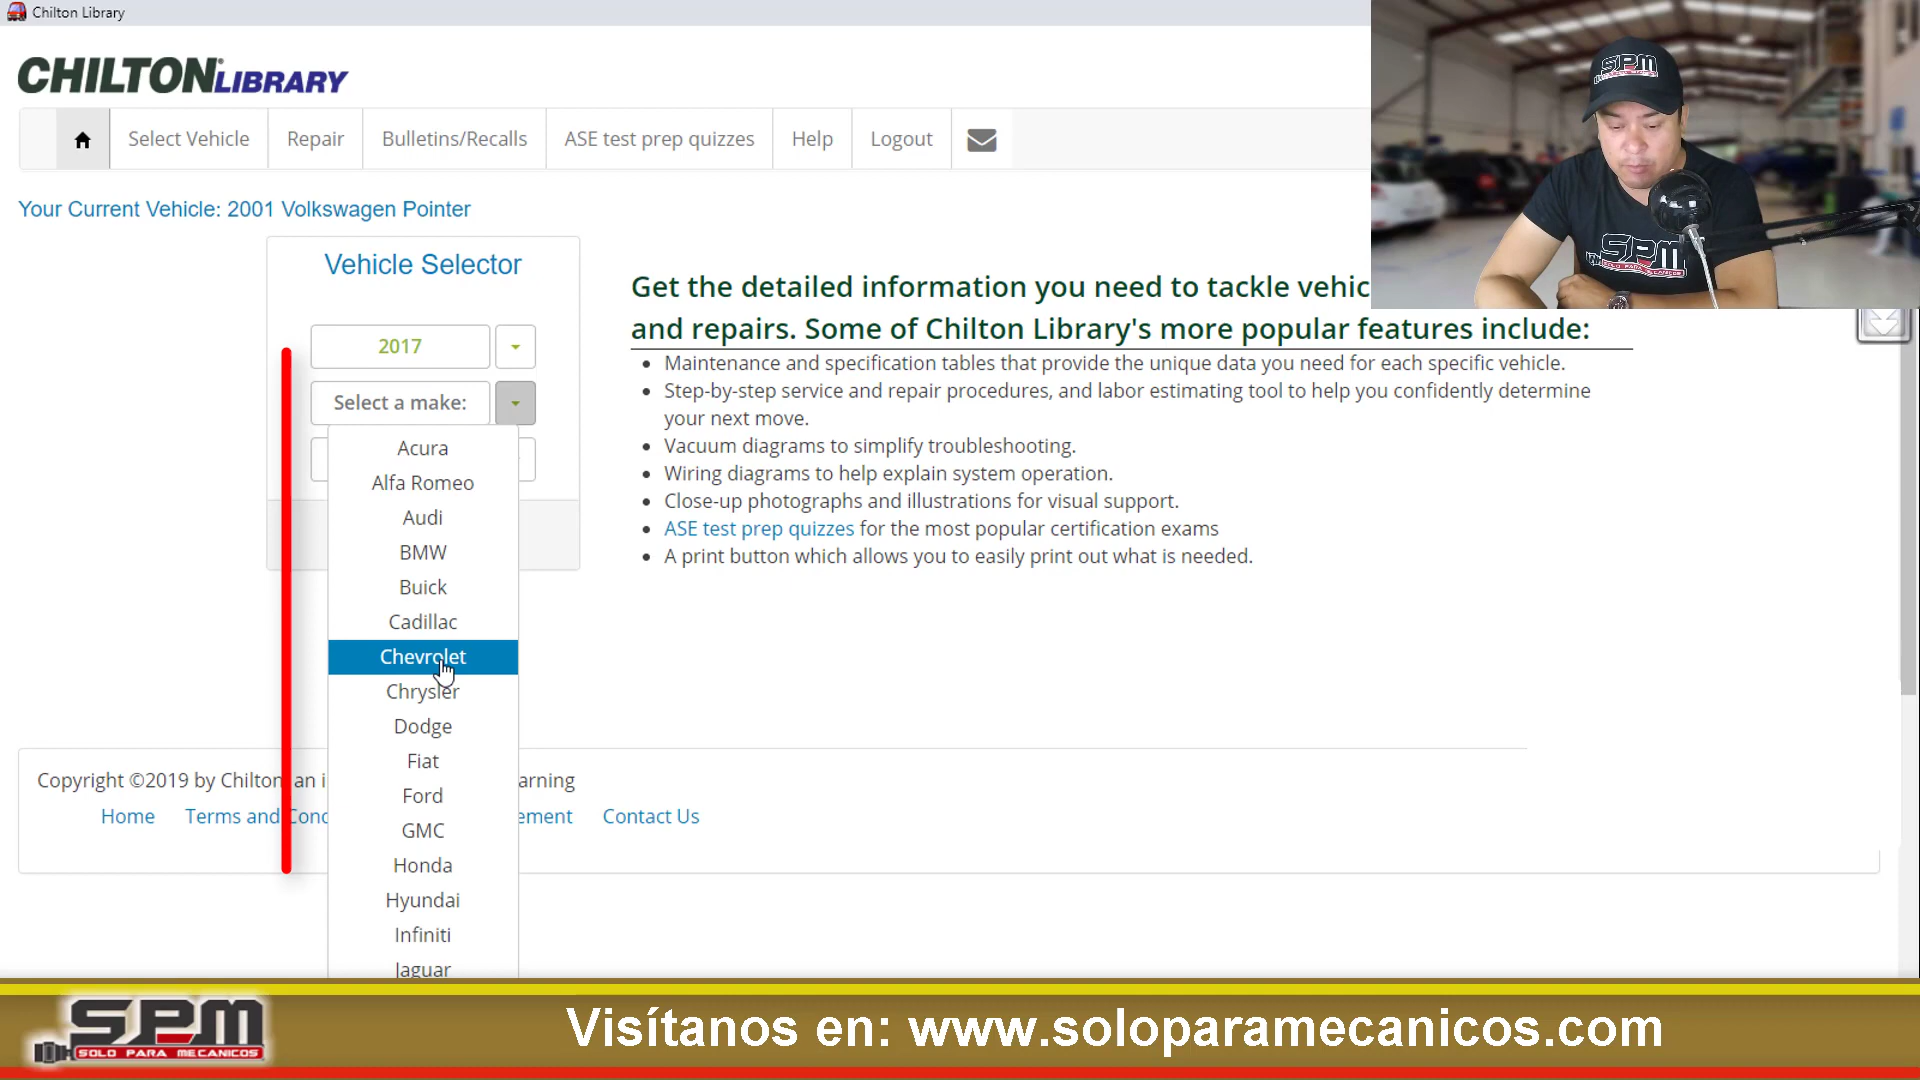 Chilton Library
CHILTON LIBRARY
Select Vehicle
Repair
Bulletins/Recalls
ASE test prep quizzes
Help
Logout
Your Current Vehicle: 2001 Volkswagen Pointer
Vehicle Selector
2017
Select a make:
Acura
Alfa Romeo
Audi
BMW
Buick
Cadillac
Chevrolet
Chrysler
Dodge
Fiat
Ford
GMC
Honda
Hyundai
Infiniti
Jaguar
Get the detailed information you need to tackle vehic
and repairs. Some of Chilton Library's more popular features include:
Maintenance and specification tables that provide the unique data you need for each specific vehicle.
Step-by-step service and repair procedures, and labor estimating tool to help you confidently determine
your next move.
Vacuum diagrams to simplify troubleshooting.
Wiring diagrams to help explain system operation.
Close-up photographs and illustrations for visual support.
ASE test prep quizzes for the most popular certification exams
A print button which allows you to easily print out what is needed.
Copyright ©2019 by Chilton an i arning
Home Terms and Cond ement Contact Us
SPM
SPM
SOLO PARA MECANICOS
SPM
SOLO PARA MECANICOS
Visítanos en: www.soloparamecanicos.com